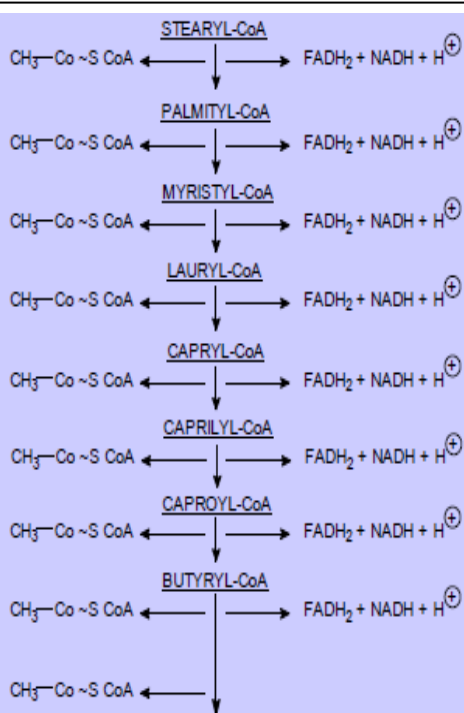 STEARYL-CoA
CH₃—Co ~S CoA FADH₂ + NADH + H⊕
PALMITYL-CoA
CH₃—Co ~S CoA FADH₂ + NADH + H⊕
MYRISTYL-CoA
CH₃—Co ~S CoA FADH₂ + NADH + H⊕
LAURYL-CoA
CH₃—Co ~S CoA FADH₂ + NADH + H⊕
CAPRYL-CoA
CH₃—Co ~S CoA FADH₂ + NADH + H⊕
CAPRILYL-CoA
CH₃—Co ~S CoA FADH₂ + NADH + H⊕
CAPROYL-CoA
CH₃—Co ~S CoA FADH₂ + NADH + H⊕
BUTYRYL-CoA
CH₃—Co ~S CoA FADH₂ + NADH + H⊕
CH₃—Co ~S CoA